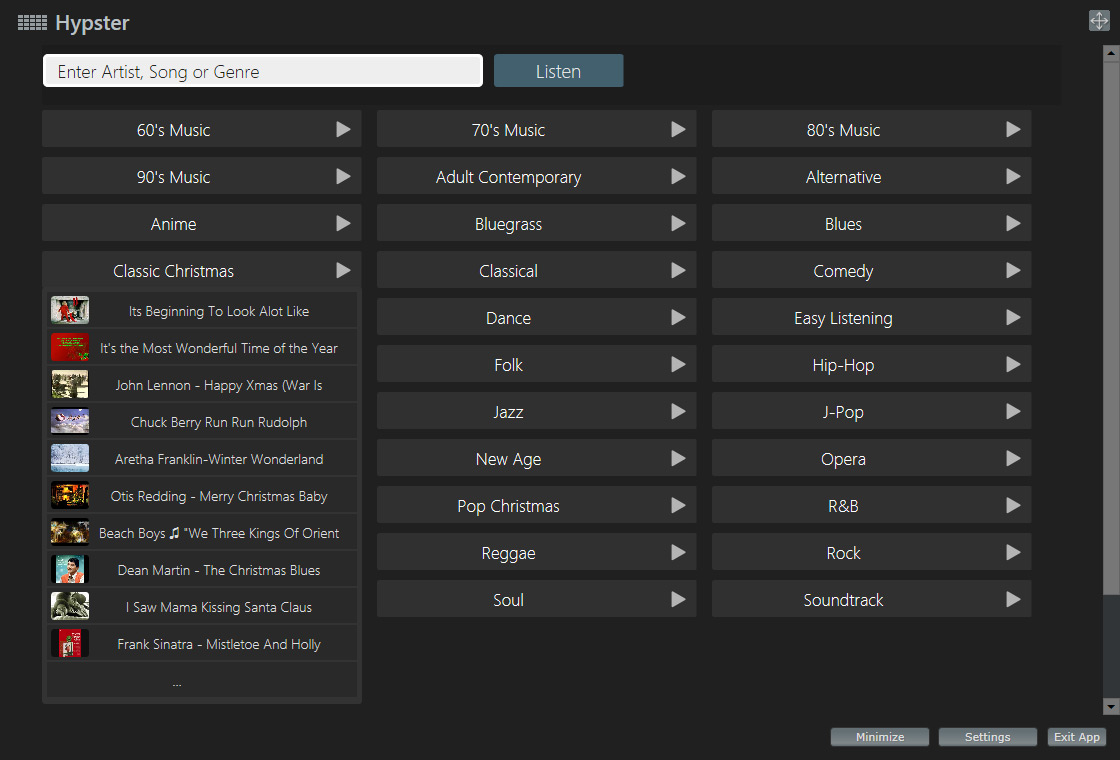 Hypster
Enter Artist, Song or Genre
Listen
60's Music
70's Music
80's Music
90's Music
Adult Contemporary
Alternative
Anime
Bluegrass
Blues
Classic Christmas
Classical
Comedy
Its Beginning To Look Alot Like
It's the Most Wonderful Time of the Year
John Lennon - Happy Xmas (War Is
Chuck Berry Run Run Rudolph
Aretha Franklin-Winter Wonderland
Otis Redding - Merry Christmas Baby
Beach Boys ♫ "We Three Kings Of Orient
Dean Martin - The Christmas Blues
I Saw Mama Kissing Santa Claus
Frank Sinatra - Mistletoe And Holly
...
Dance
Easy Listening
Folk
Hip-Hop
Jazz
J-Pop
New Age
Opera
Pop Christmas
R&B
Reggae
Rock
Soul
Soundtrack
Minimize
Settings
Exit App